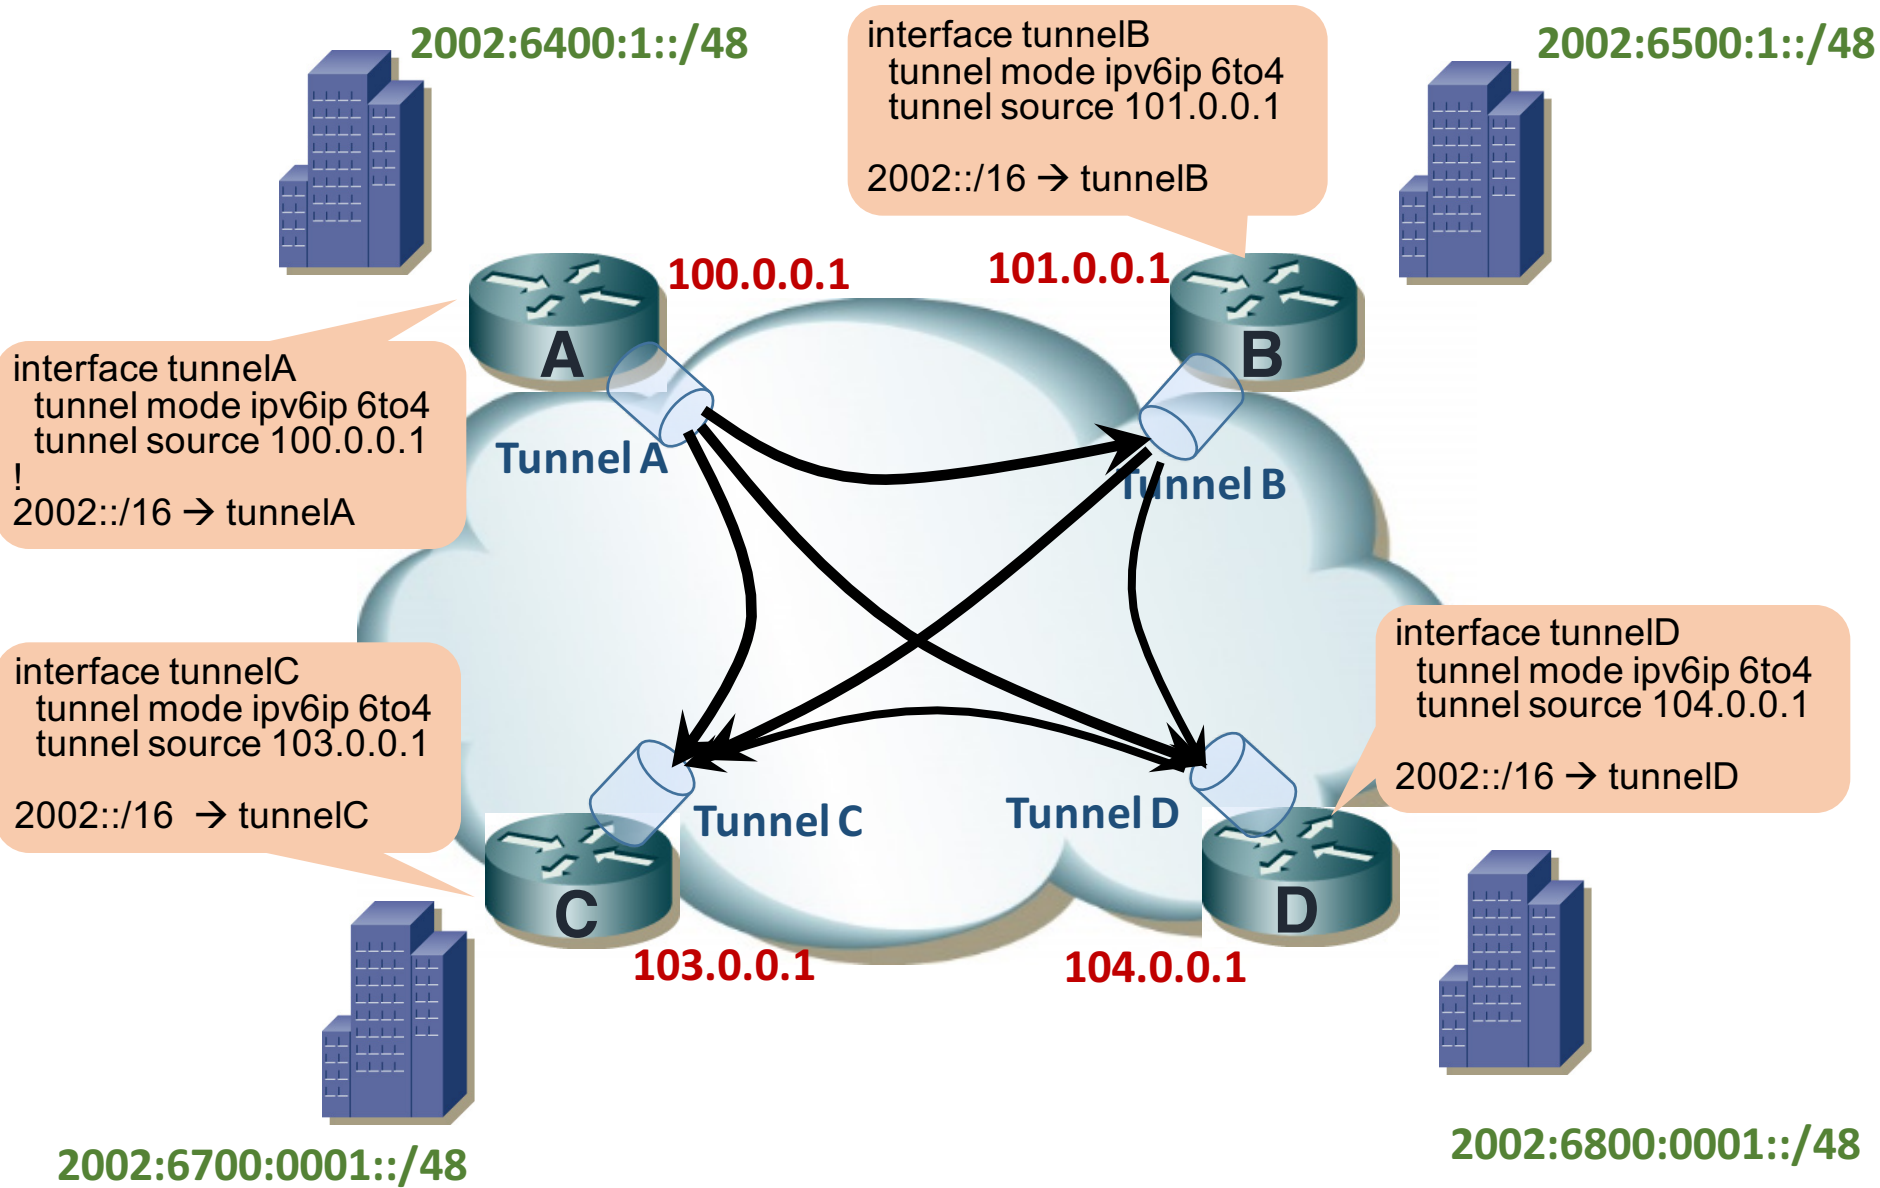 2002:6400:1::/48
interface tunnelB
tunnel mode ipv6ip 6to4
tunnel source 101.0.0.1
2002::/16 → tunnelB
2002:6500:1::/48
100.0.0.1
101.0.0.1
A
B
interface tunnelA
tunnel mode ipv6ip 6to4
tunnel source 100.0.0.1
!
2002::/16 → tunnelA
Tunnel A
Tunnel B
interface tunnelC
tunnel mode ipv6ip 6to4
tunnel source 103.0.0.1
2002::/16 → tunnelC
interface tunnelD
tunnel mode ipv6ip 6to4
tunnel source 104.0.0.1
2002::/16 → tunnelD
Tunnel C
Tunnel D
C
D
103.0.0.1
104.0.0.1
2002:6700:0001::/48
2002:6800:0001::/48